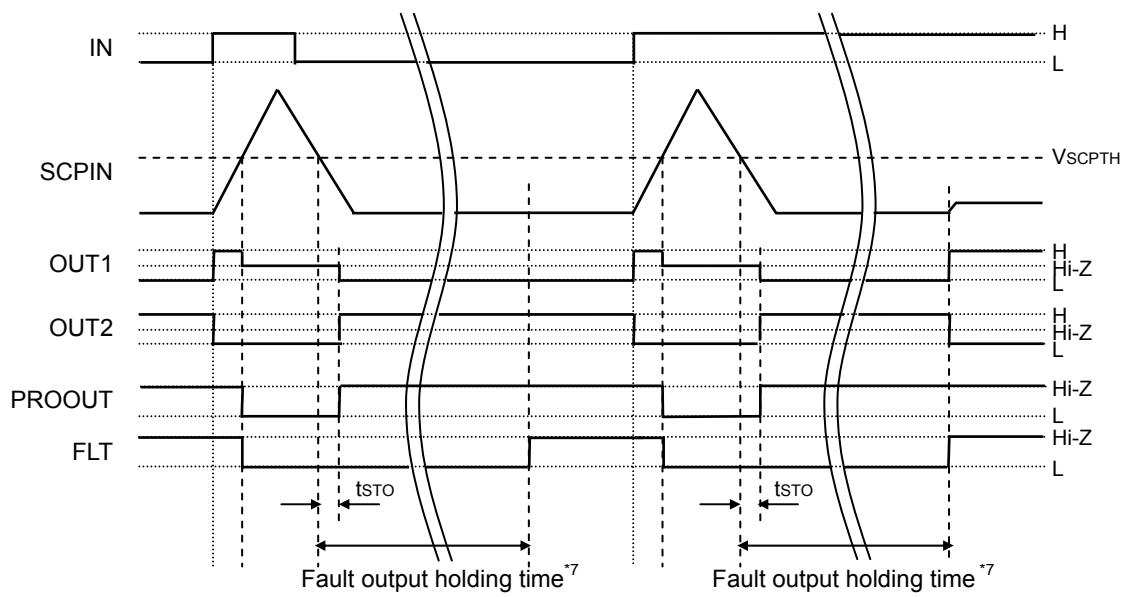 IN
H
L
SCPIN
VSCPTH
OUT1
H
Hi-Z
L
OUT2
H
Hi-Z
L
PROOUT
Hi-Z
L
FLT
Hi-Z
L
tSTO
tSTO
Fault output holding time*7
Fault output holding time*7